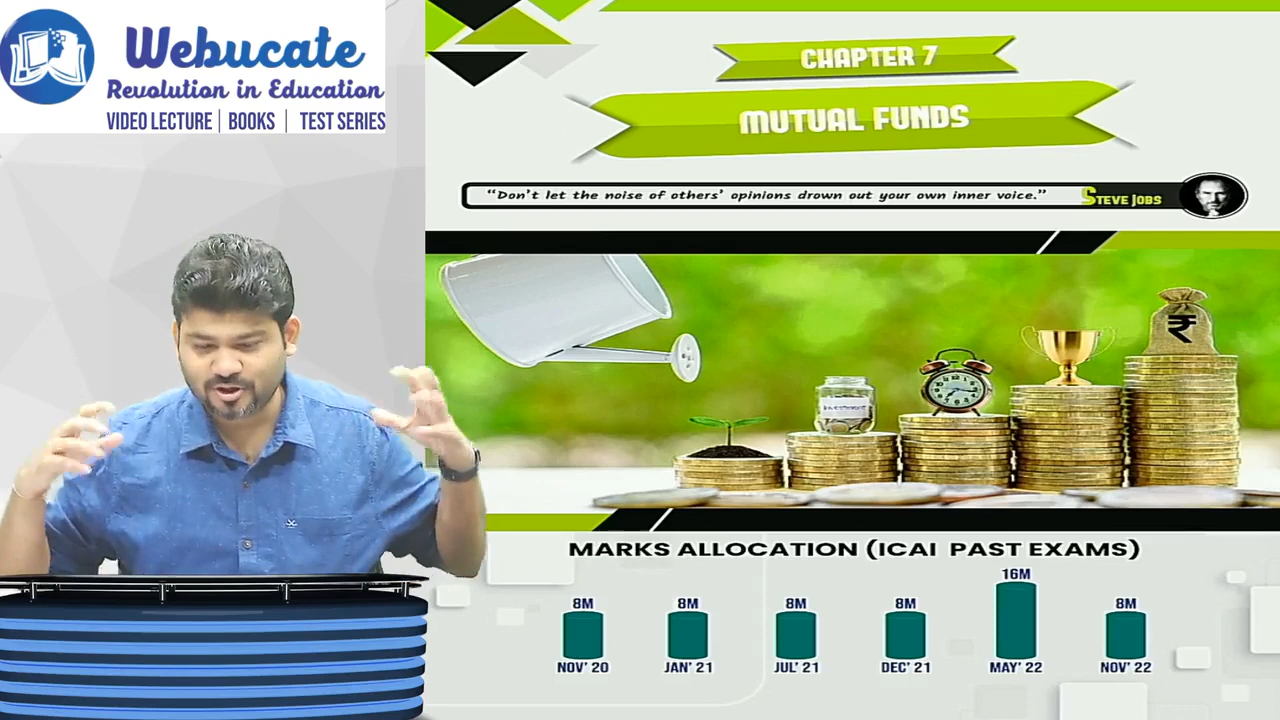 Webucate
Revolution in Education
VIDEO LECTURE | BOOKS | TEST SERIES
CHAPTER 7
MUTUAL FUNDS
“Don’t let the noise of others’ opinions drown out your own inner voice.” STEVE JOBS
INVESTMENT
₹
MARKS ALLOCATION (ICAI PAST EXAMS)
16M
8M 8M 8M 8M 8M
NOV' 20 JAN' 21 JUL' 21 DEC' 21 MAY' 22 NOV' 22